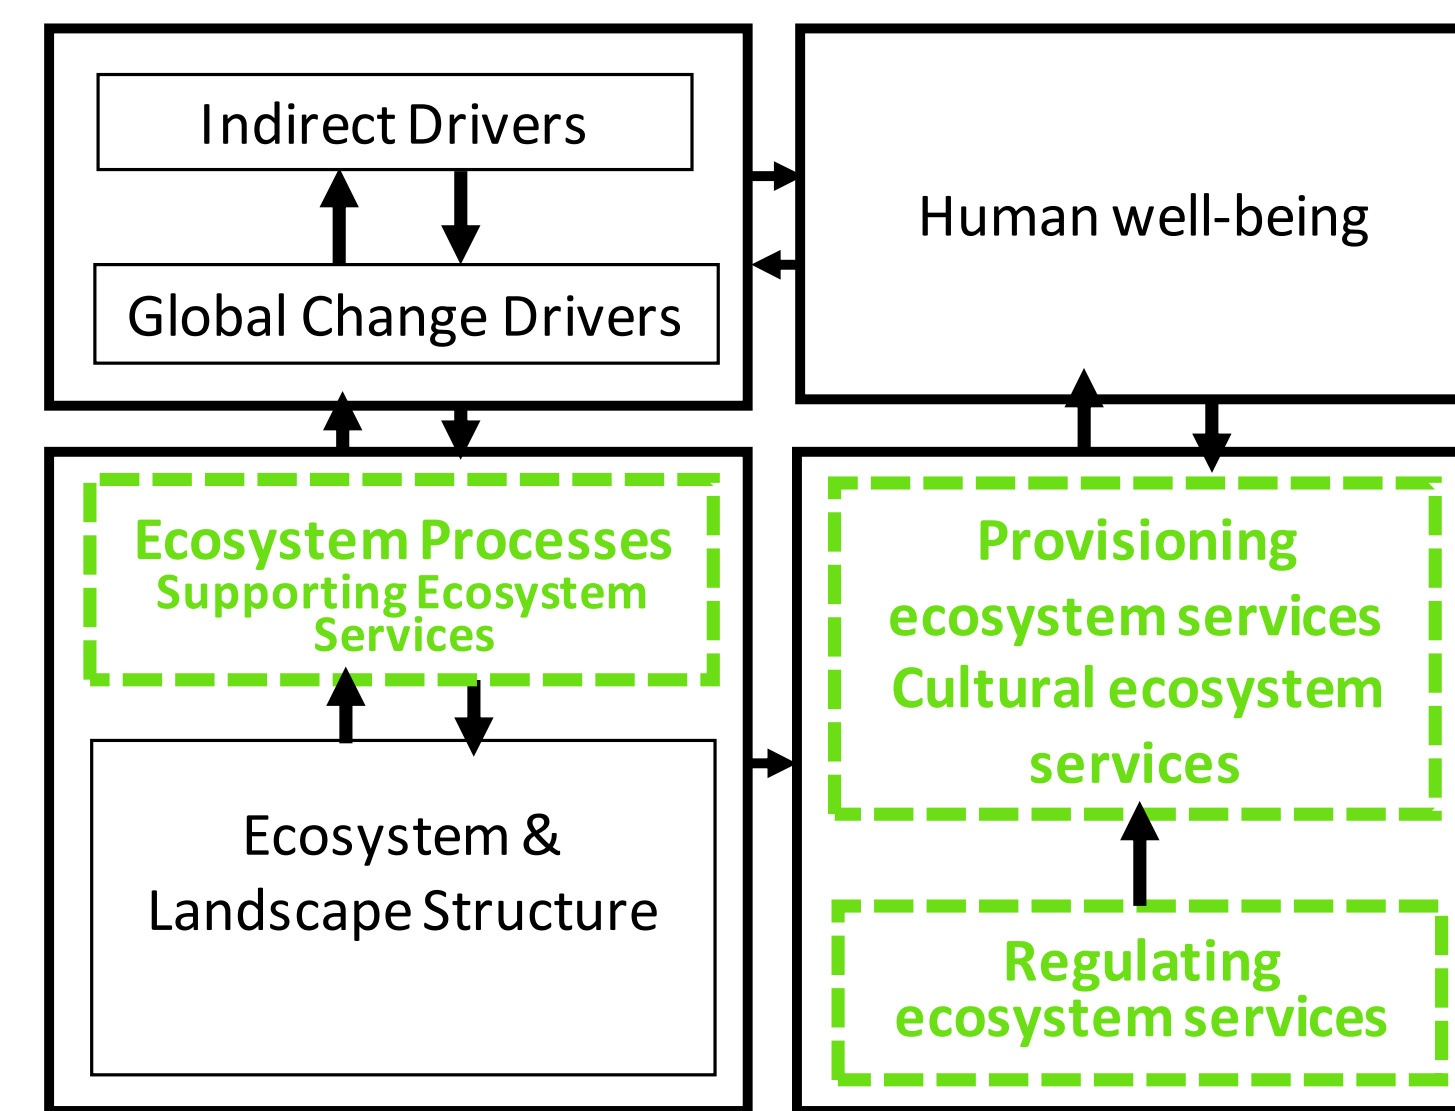 Indirect Drivers
Global Change Drivers
Human well-being
Ecosystem Processes
Supporting Ecosystem
Services
Ecosystem &
Landscape Structure
Provisioning
ecosystem services
Cultural ecosystem
services
Regulating
ecosystem services